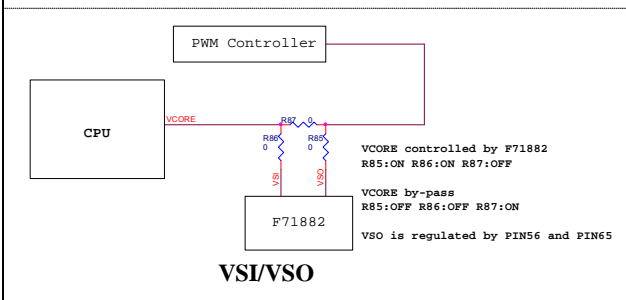 PWM Controller
CPU
VCORE
R87 0
R86
0
R85
0
VSI
VSO
F71882
VCORE controlled by F71882
R85:ON R86:ON R87:OFF
VCORE by-pass
R85:OFF R86:OFF R87:ON
VSO is regulated by PIN56 and PIN65
VSI/VSO